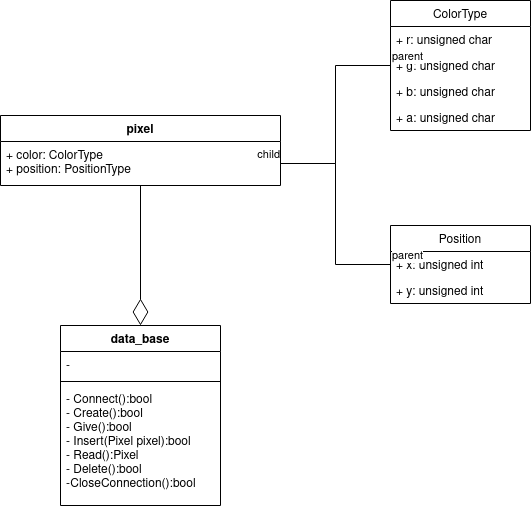 ColorType
+ r: unsigned char
parent
+ g: unsigned char
+ b: unsigned char
+ a: unsigned char
pixel
+ color: ColorType
child
+ position: PositionType
Position
parent
+ x: unsigned int
+ y: unsigned int
data_base
-
- Connect():bool
- Create():bool
- Give():bool
- Insert(Pixel pixel):bool
- Read():Pixel
- Delete():bool
-CloseConnection():bool